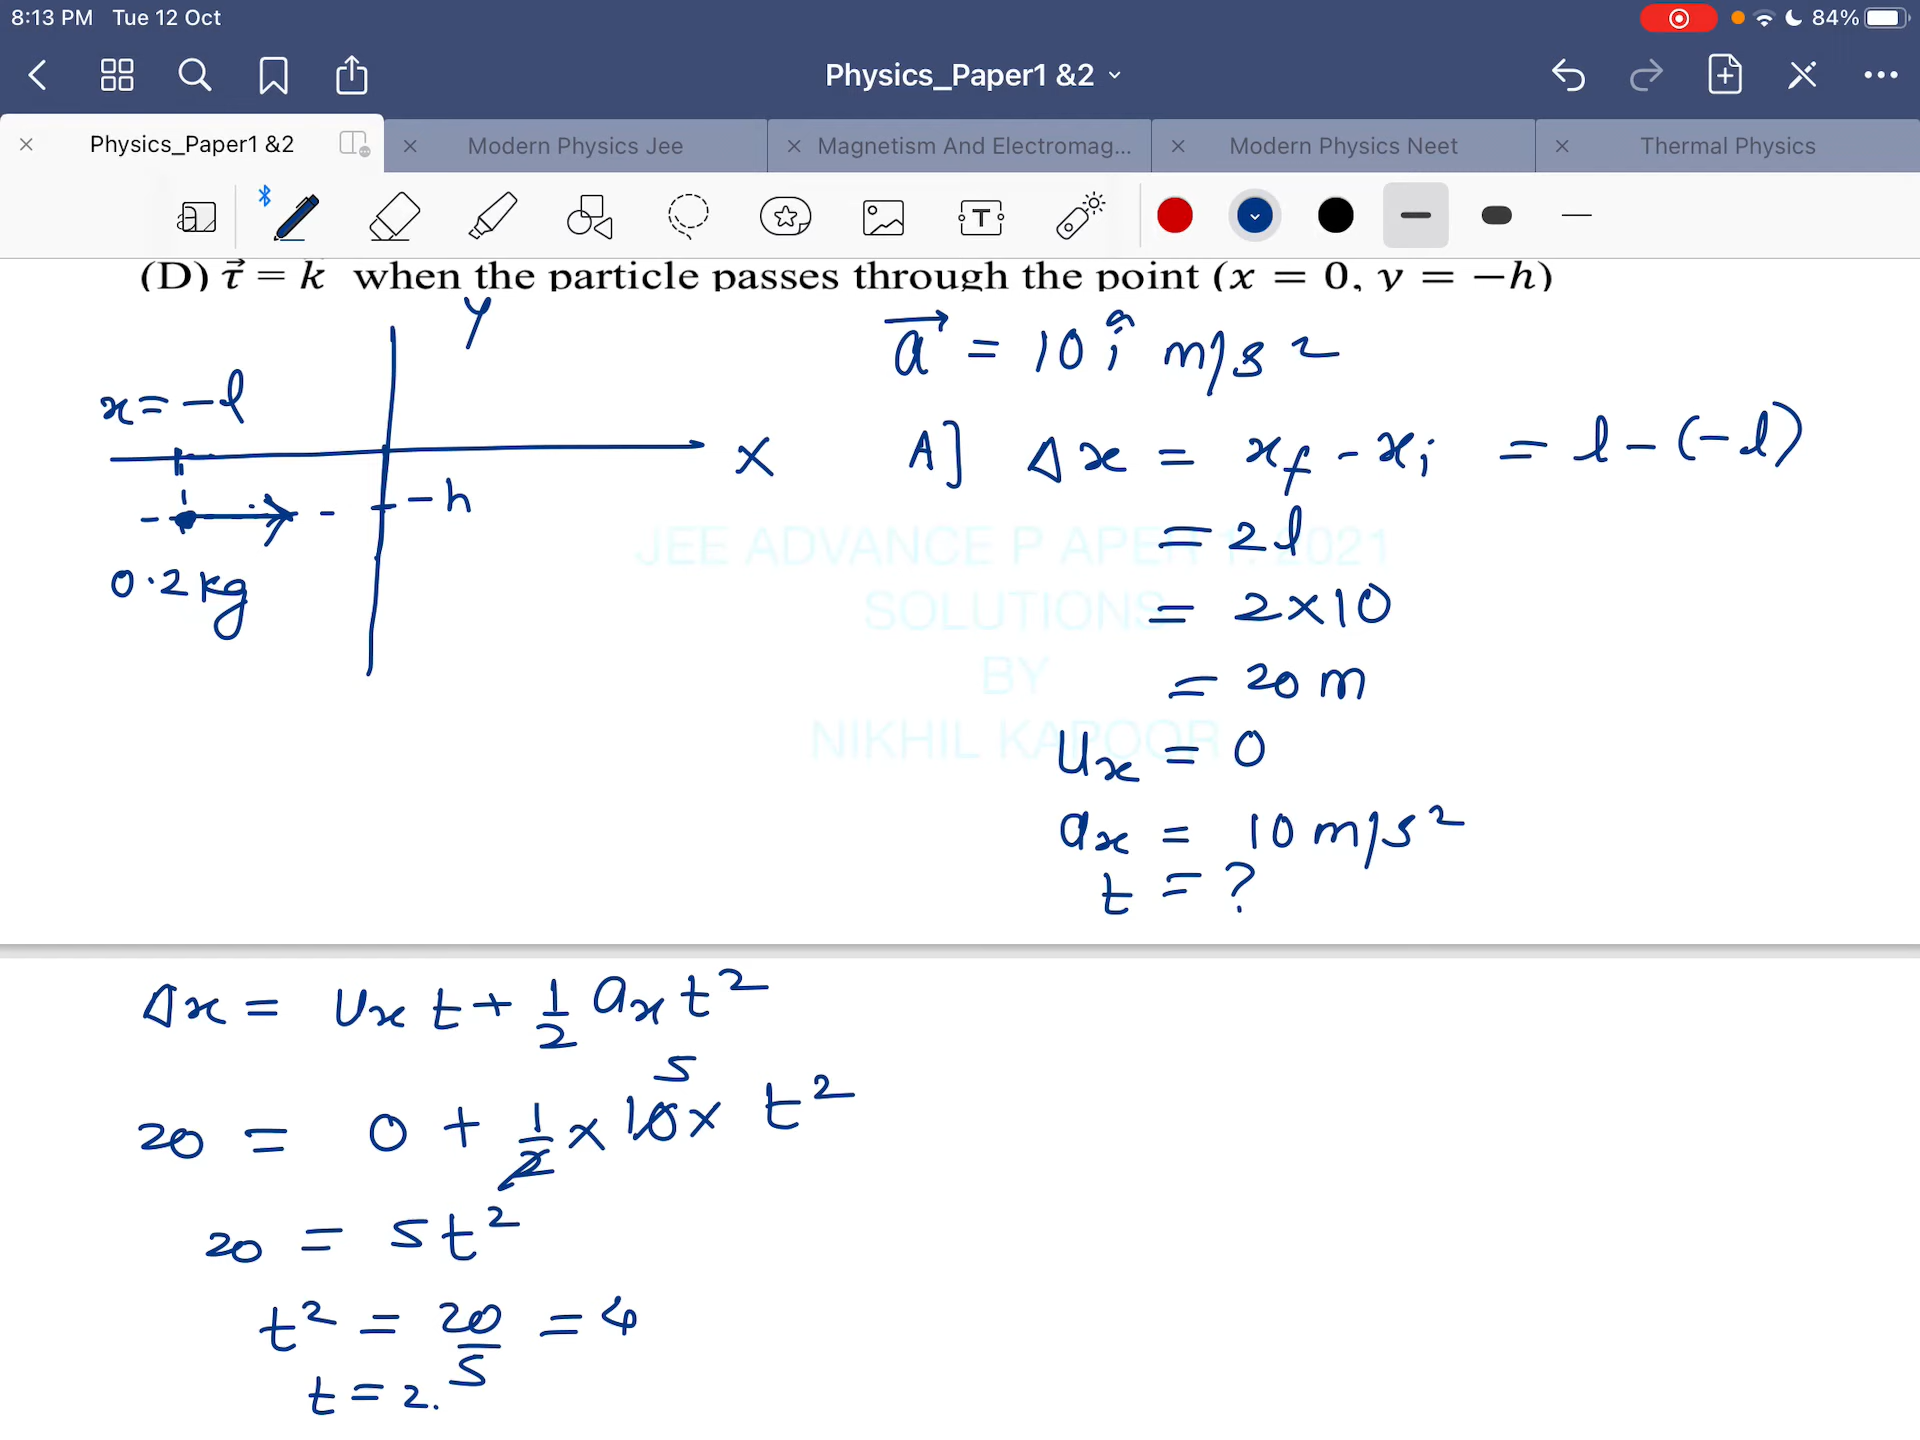 8:13 PM Tue 12 Oct 84%
Physics_Paper1 &2
Physics_Paper1 &2 Modern Physics Jee Magnetism And Electromag... Modern Physics Neet Thermal Physics
(D) τ⃗ = k̂ when the particle passes through the point (x = 0, y = −h)
y
x = -l
X
-h
0.2 kg
a⃗ = 10 î m/s²
A] Δx = x_f - x_i = l - (-l)
= 2l
= 2×10
= 20 m
u_x = 0
a_x = 10 m/s²
t = ?
JEE ADVANCE P APER 1: 2021
SOLUTIONS
BY
NIKHIL KAPOOR
Δx = u_x t + 1/2 a_x t²
5
20 = 0 + 1/2 × 10 × t²
20 = 5t²
t² = 20/5 = 4
t = 2.